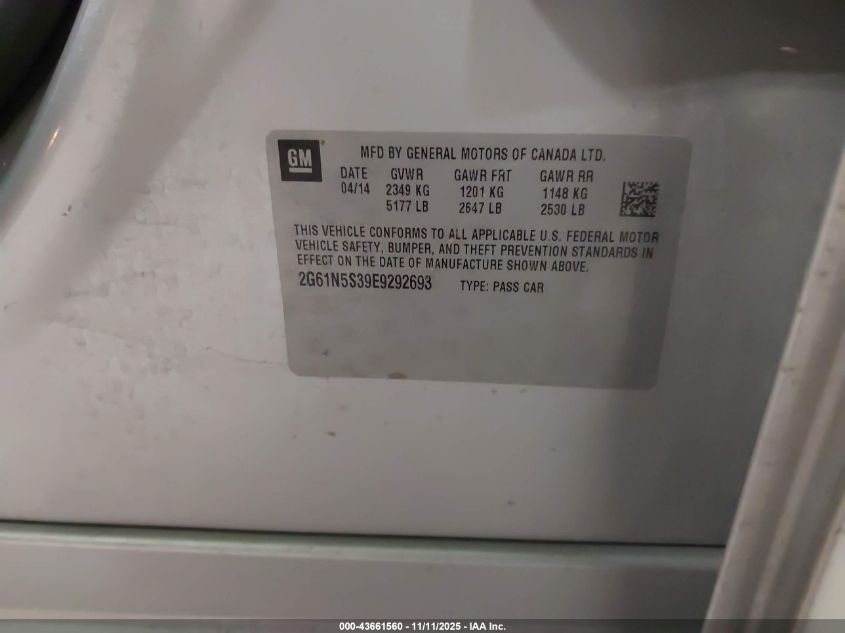 GM
MFD BY GENERAL MOTORS OF CANADA LTD.
DATE GVWR GAWR FRT GAWR RR
04/14 2349 KG 1201 KG 1148 KG
5177 LB 2647 LB 2530 LB
THIS VEHICLE CONFORMS TO ALL APPLICABLE U.S. FEDERAL MOTOR
VEHICLE SAFETY, BUMPER, AND THEFT PREVENTION STANDARDS IN
EFFECT ON THE DATE OF MANUFACTURE SHOWN ABOVE.
2G61N5S39E9292693 TYPE: PASS CAR
000-43661560 - 11/11/2025 - IAA Inc.